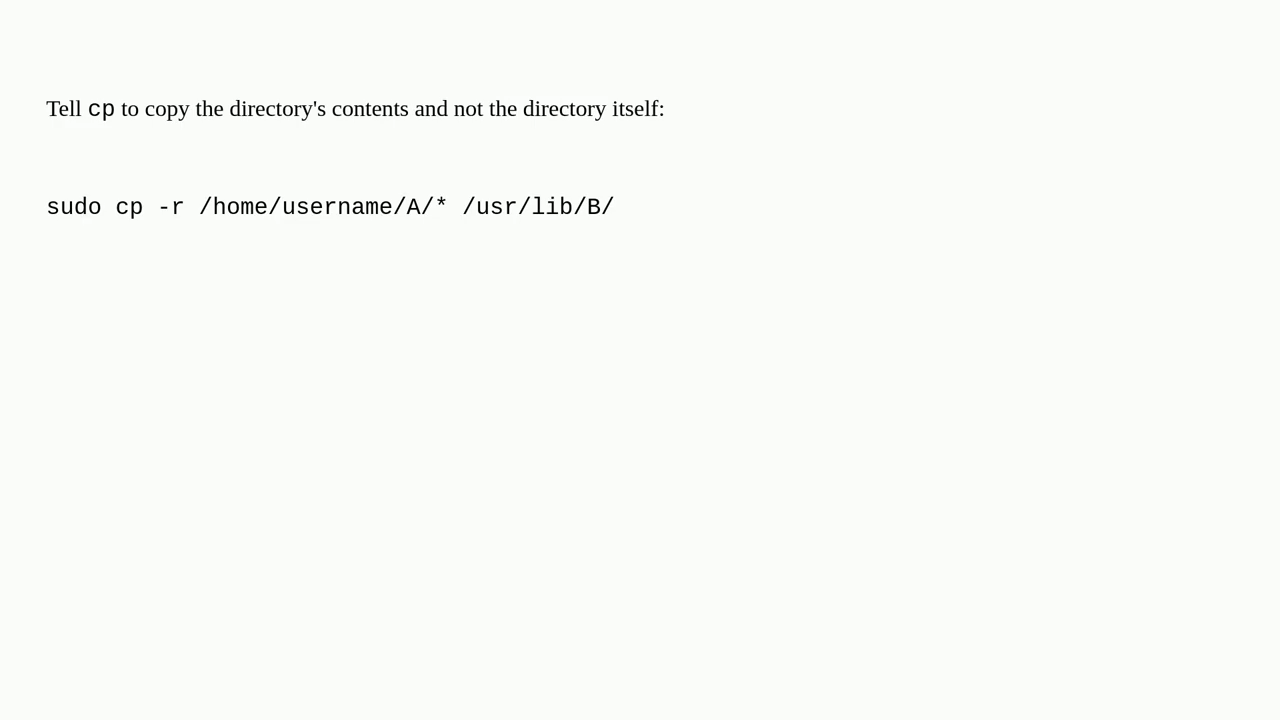 Tell cp to copy the directory's contents and not the directory itself:
sudo cp -r /home/username/A/* /usr/lib/B/